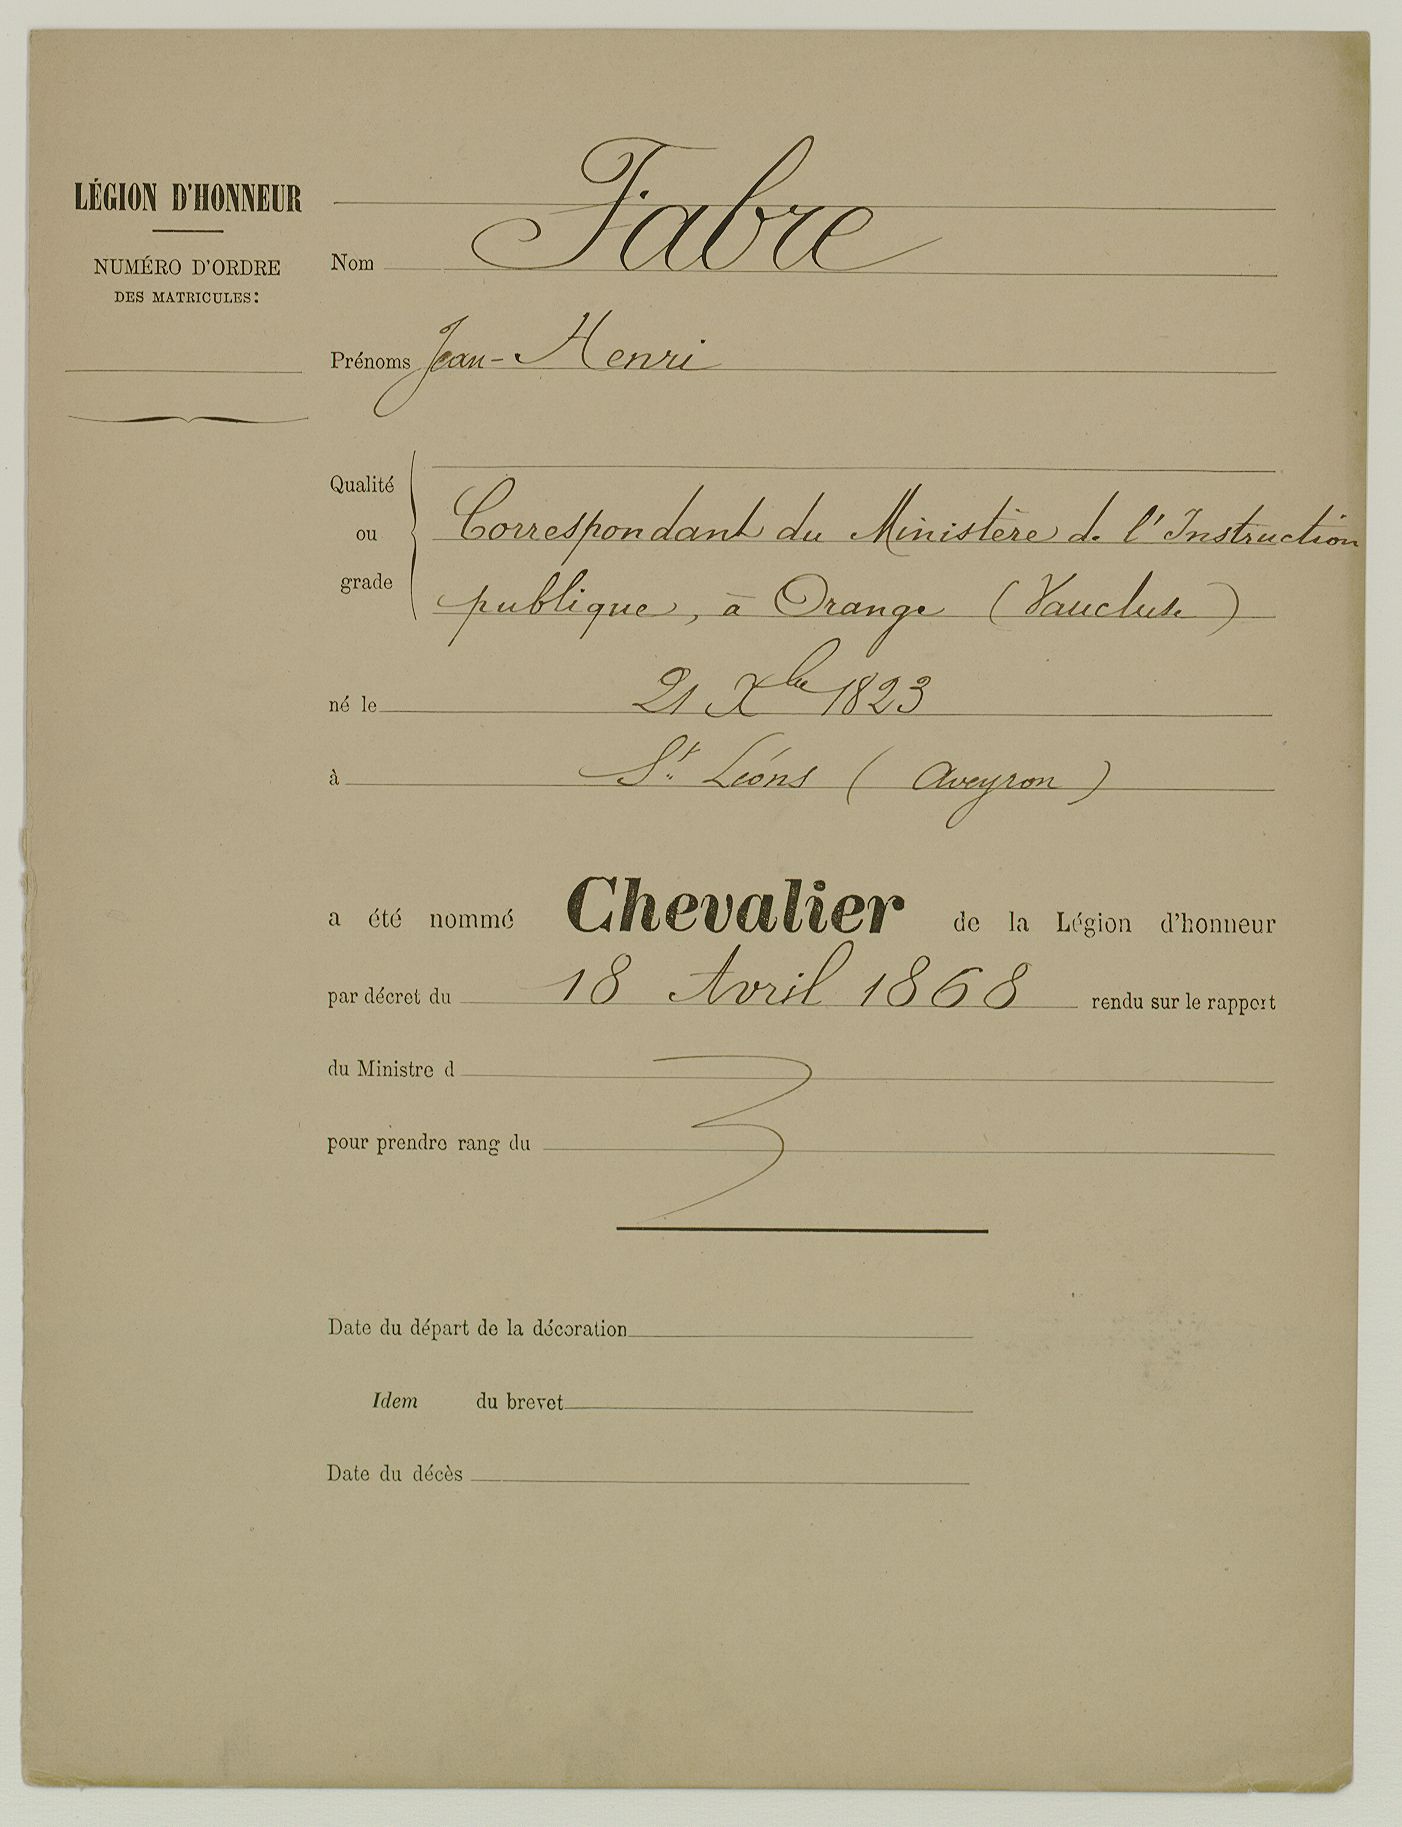 LÉGION D'HONNEUR
NUMÉRO D'ORDRE
DES MATRICULES:
Nom Fabre
Prénoms Jean-Henri
Qualité
ou
grade
Correspondant du Ministère de l'Instruction
publique, à Orange (Vaucluse)
né le 21 Xbre 1823
à St. Léons (Aveyron)
a été nommé Chevalier de la Légion d'honneur
par décret du 18 Avril 1868 rendu sur le rapport
du Ministre d
pour prendre rang du
Date du départ de la décoration
Idem du brevet
Date du décès